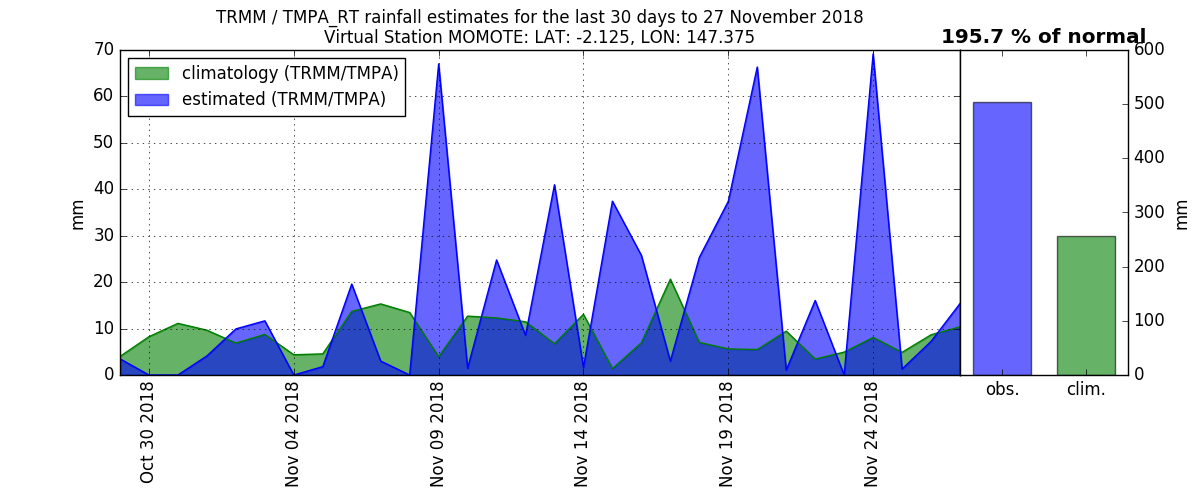 TRMM / TMPA_RT rainfall estimates for the last 30 days to 27 November 2018
Virtual Station MOMOTE: LAT: -2.125, LON: 147.375
195.7 % of normal
climatology (TRMM/TMPA)
estimated (TRMM/TMPA)
70
60
50
40
30
20
10
0
mm
Oct 30 2018
Nov 04 2018
Nov 09 2018
Nov 14 2018
Nov 19 2018
Nov 24 2018
600
500
400
300
200
100
0
mm
obs.
clim.